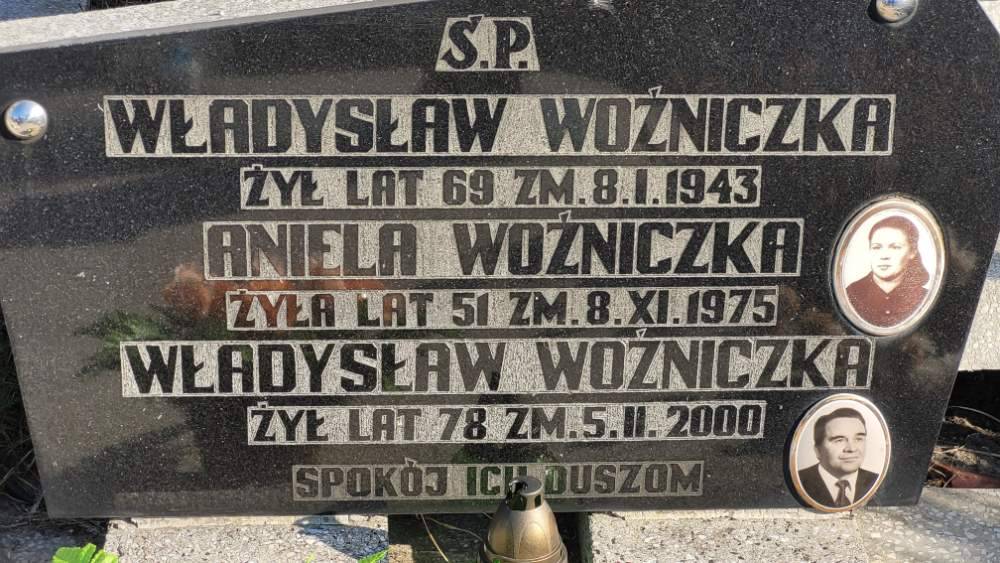 Ś.P.
WŁADYSŁAW WOŹNICZKA
ŻYŁ LAT 69 ZM. 8. I. 1943
ANIELA WOŹNICZKA
ŻYŁA LAT 51 ZM. 8. XI. 1975
WŁADYSŁAW WOŹNICZKA
ŻYŁ LAT 78 ZM. 5. II. 2000
SPOKÓJ ICH DUSZOM